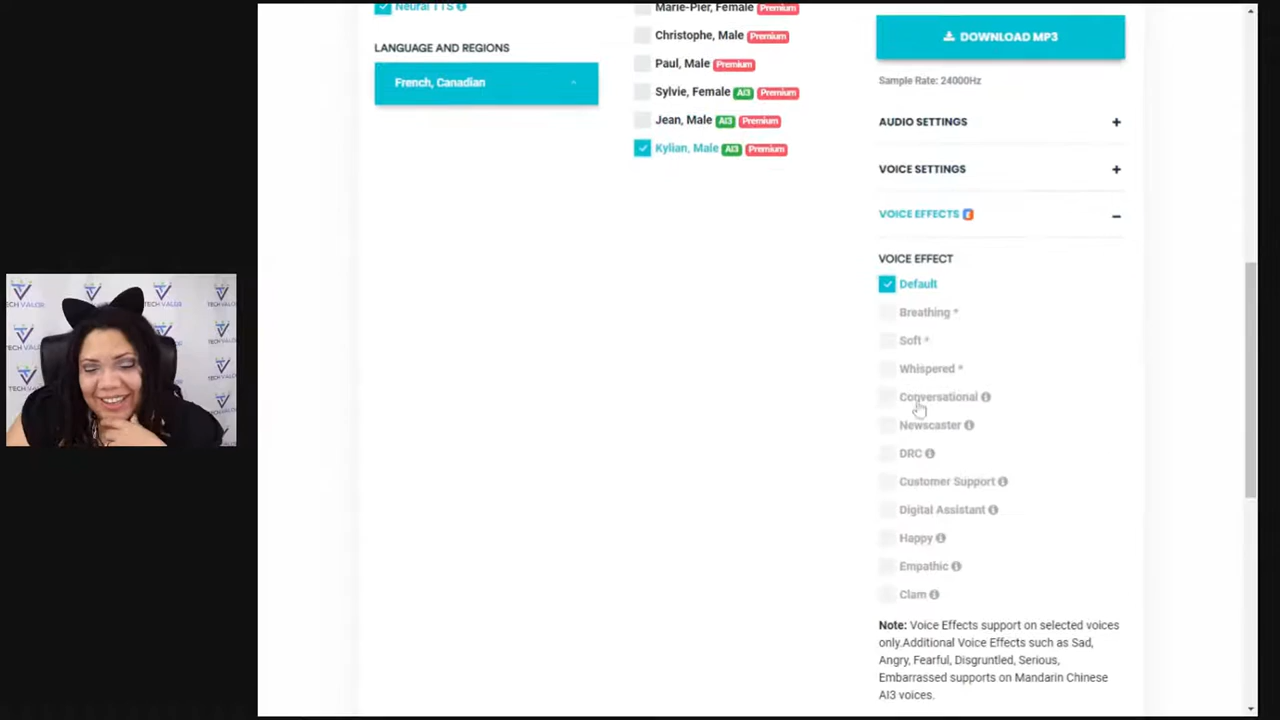 Neural TTS
LANGUAGE AND REGIONS
French, Canadian
Marie-Pier, Female Premium
Christophe, Male Premium
Paul, Male Premium
Sylvie, Female AI3 Premium
Jean, Male AI3 Premium
Kylian, Male AI3 Premium
DOWNLOAD MP3
Sample Rate: 24000Hz
AUDIO SETTINGS +
VOICE SETTINGS +
VOICE EFFECTS E −
VOICE EFFECT
Default
Breathing *
Soft *
Whispered *
Conversational
Newscaster
DRC
Customer Support
Digital Assistant
Happy
Empathic
Clam
Note: Voice Effects support on selected voices
only.Additional Voice Effects such as Sad,
Angry, Fearful, Disgruntled, Serious,
Embarrassed supports on Mandarin Chinese
AI3 voices.
TECH VALOR